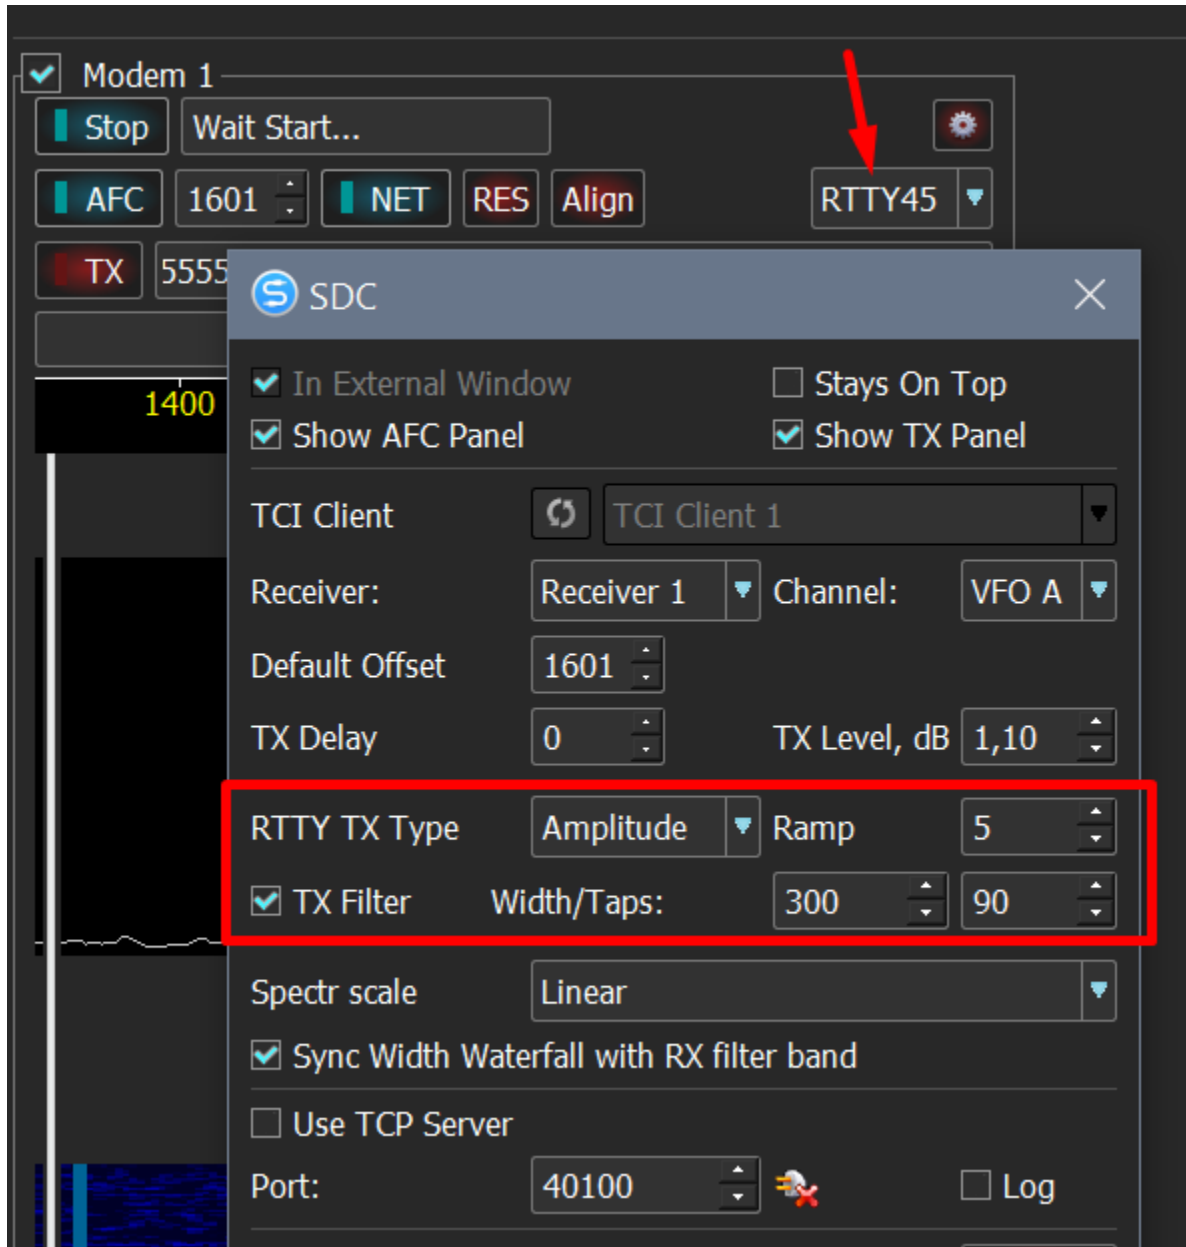 Modem 1
Stop Wait Start...
AFC 1601 NET RES Align RTTY45
TX 5555
1400
SDC
In External Window Stays On Top
Show AFC Panel Show TX Panel
TCI Client TCI Client 1
Receiver: Receiver 1 Channel: VFO A
Default Offset 1601
TX Delay 0 TX Level, dB 1,10
RTTY TX Type Amplitude Ramp 5
TX Filter Width/Taps: 300 90
Spectr scale Linear
Sync Width Waterfall with RX filter band
Use TCP Server
Port: 40100 Log